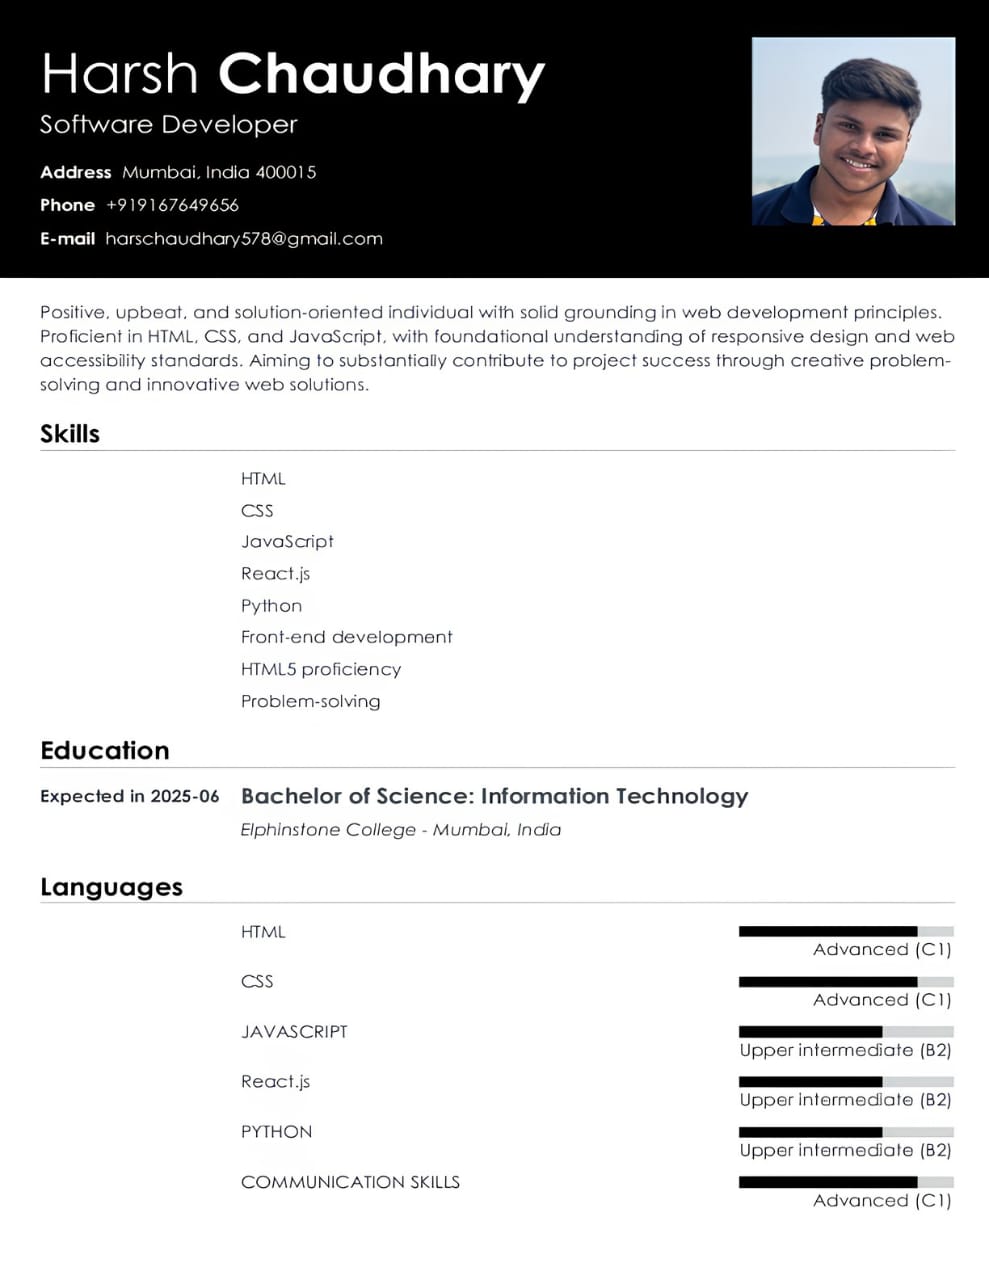 Harsh Chaudhary
Software Developer
Address Mumbai, India 400015
Phone +919167649656
E-mail harschaudhary578@gmail.com
Positive, upbeat, and solution-oriented individual with solid grounding in web development principles.
Proficient in HTML, CSS, and JavaScript, with foundational understanding of responsive design and web
accessibility standards. Aiming to substantially contribute to project success through creative problem-
solving and innovative web solutions.
Skills
HTML
CSS
JavaScript
React.js
Python
Front-end development
HTML5 proficiency
Problem-solving
Education
Expected in 2025-06 Bachelor of Science: Information Technology
Elphinstone College - Mumbai, India
Languages
HTML
Advanced (C1)
CSS
Advanced (C1)
JAVASCRIPT
Upper intermediate (B2)
React.js
Upper intermediate (B2)
PYTHON
Upper intermediate (B2)
COMMUNICATION SKILLS
Advanced (C1)